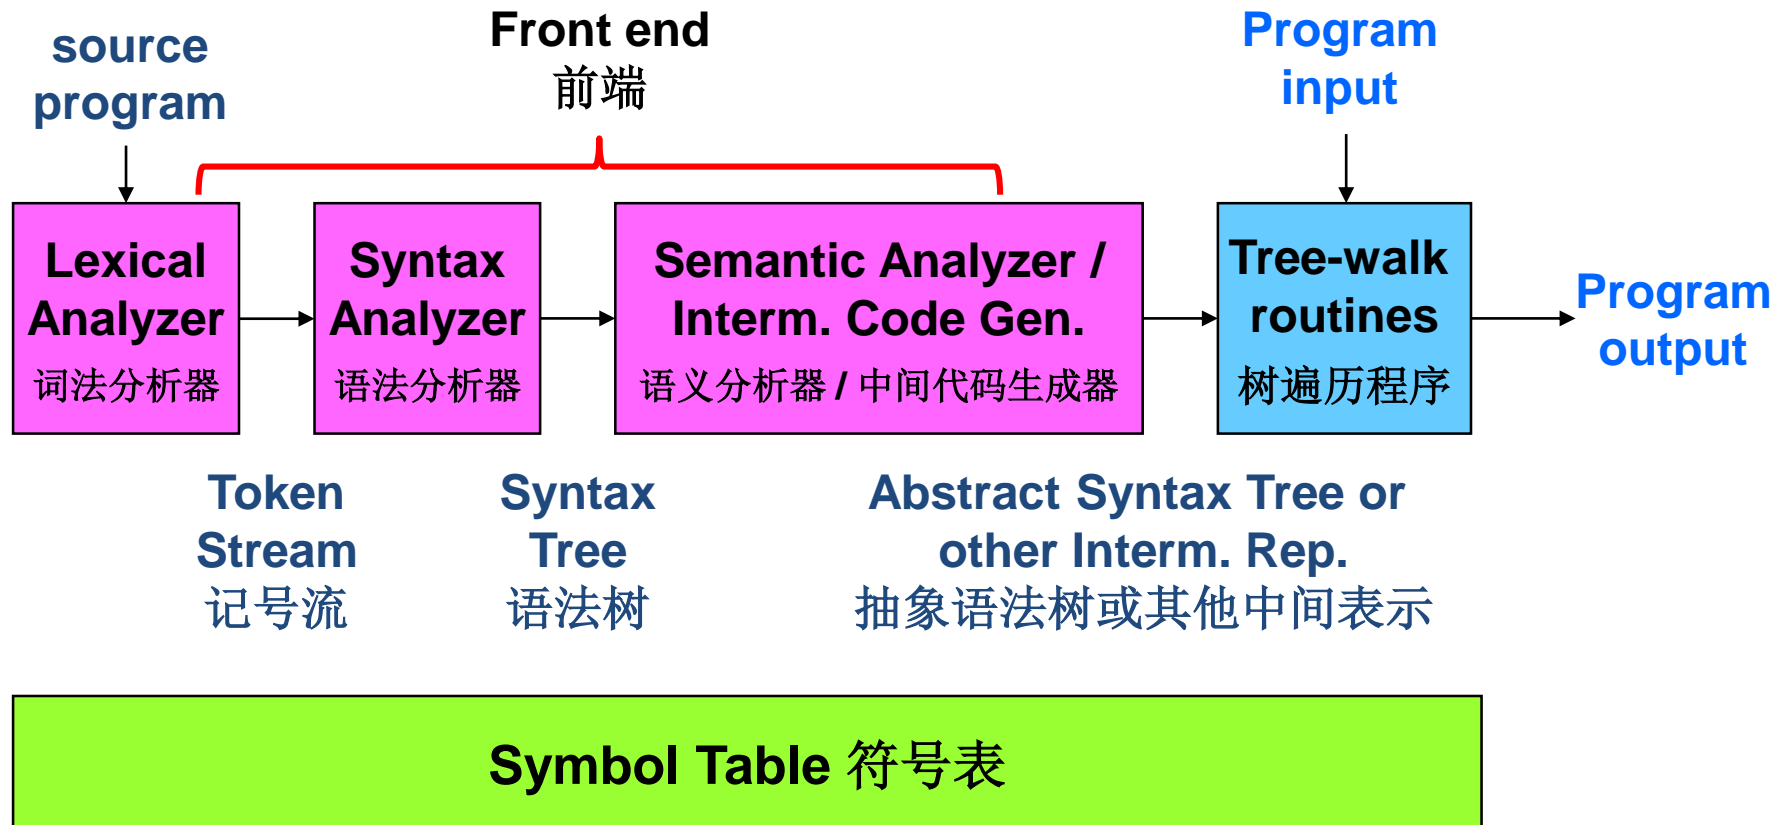 source
program
Front end
前端
Program
input
Lexical
Analyzer
词法分析器
Syntax
Analyzer
语法分析器
Semantic Analyzer /
Interm. Code Gen.
语义分析器 / 中间代码生成器
Tree-walk
routines
树遍历程序
Program
output
Token
Stream
记号流
Syntax
Tree
语法树
Abstract Syntax Tree or
other Interm. Rep.
抽象语法树或其他中间表示
Symbol Table 符号表